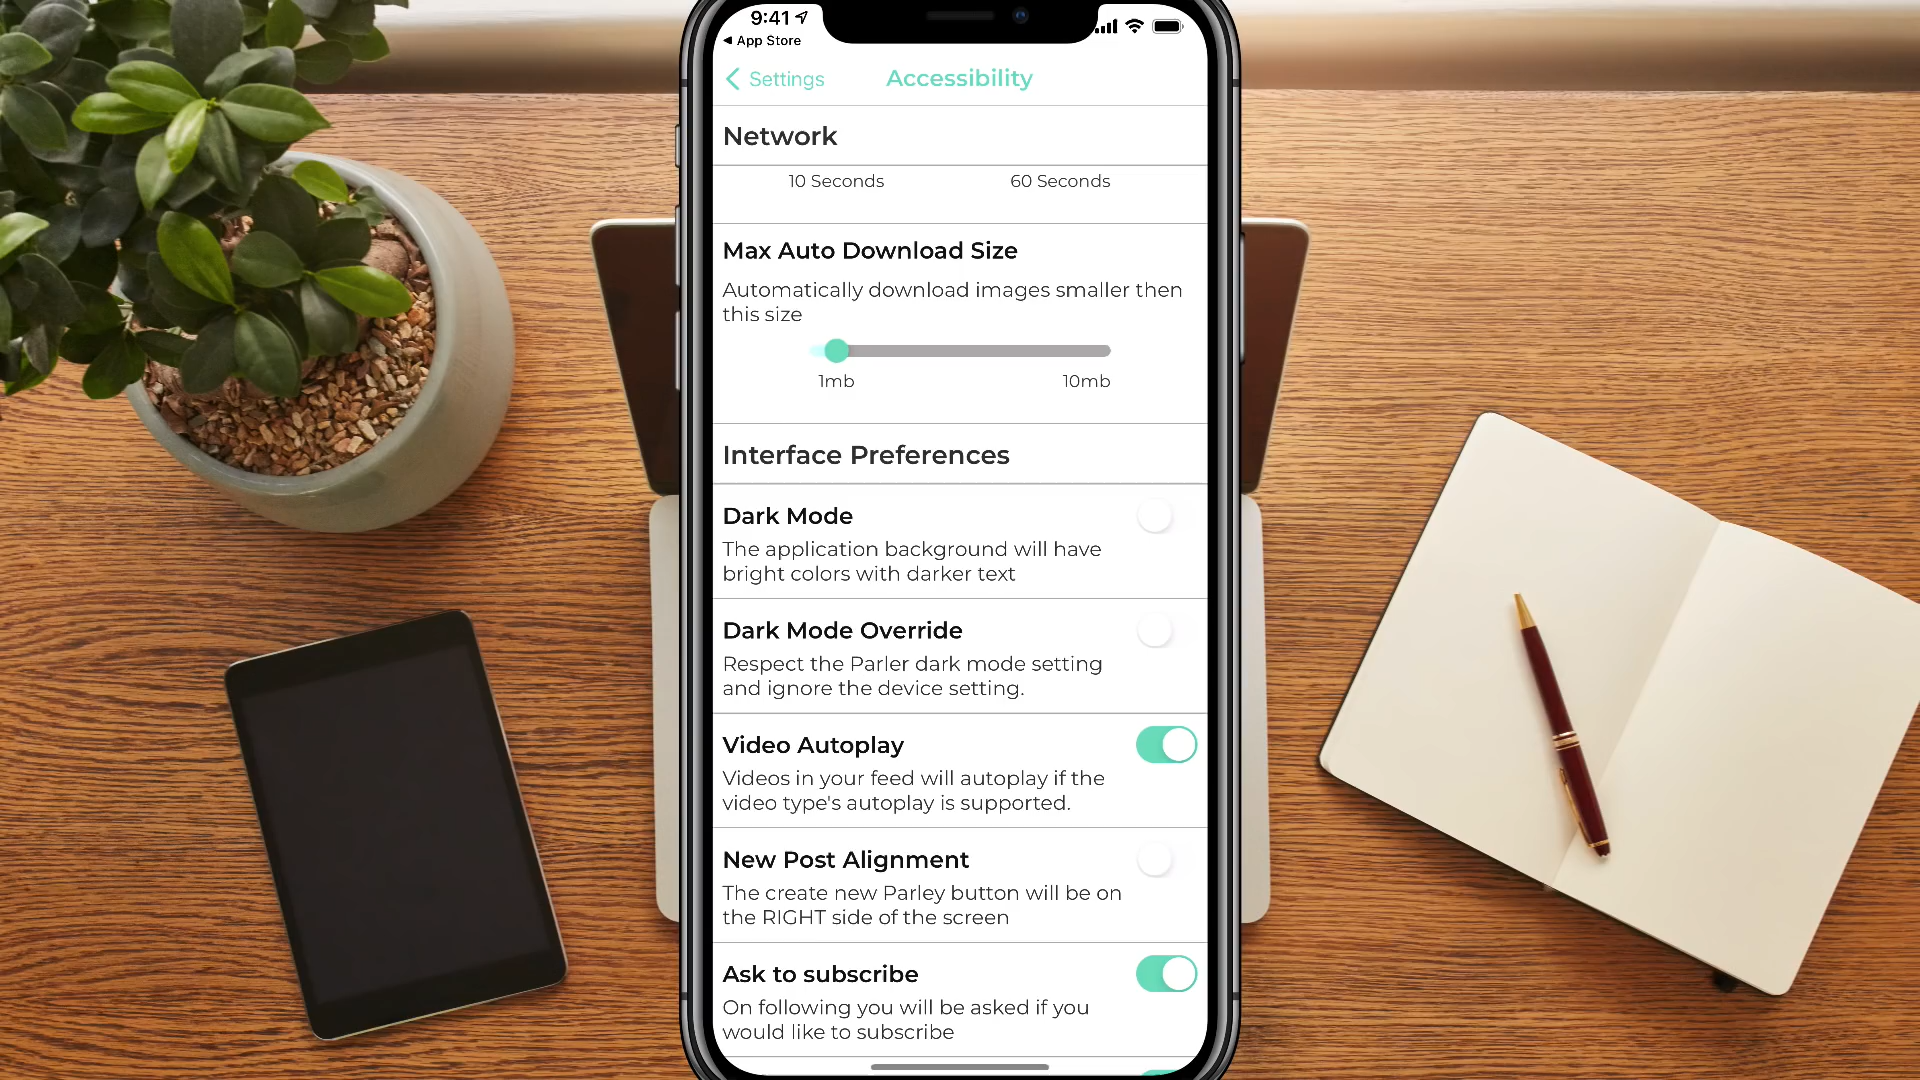 9:41
App Store
Settings
Accessibility
Network
10 Seconds
60 Seconds
Max Auto Download Size
Automatically download images smaller then
this size
1mb
10mb
Interface Preferences
Dark Mode
The application background will have
bright colors with darker text
Dark Mode Override
Respect the Parler dark mode setting
and ignore the device setting.
Video Autoplay
Videos in your feed will autoplay if the
video type's autoplay is supported.
New Post Alignment
The create new Parley button will be on
the RIGHT side of the screen
Ask to subscribe
On following you will be asked if you
would like to subscribe